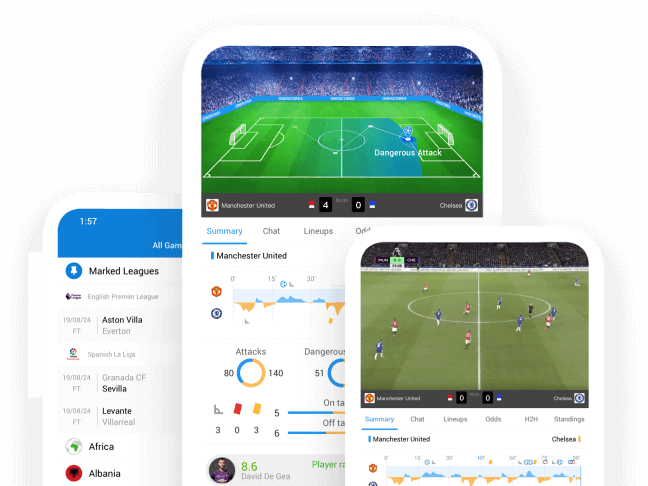 ONESCORES
ONESCORES
Dangerous Attack
Manchester United
4
0
Chelsea
Summary
Chat
Lineups
Manchester United
0'
15'
30'
Attacks
Dangerou
80
140
51
On ta
3 0 3
5
Off ta
6
8.6
Player ra
David De Gea
1:57
All Gam
Marked Leagues
English Premier League
19/08/24
Aston Villa
FT
Everton
Spanish La Liga
19/08/24
Granada CF
FT
Sevilla
19/08/24
Levante
FT
Villarreal
Africa
Albania
MUN
0-0
CHE
Manchester United
0
0
Chelsea
Summary
Chat
Lineups
Odds
H2H
Standings
Manchester United
Chelsea
0'
15'
30'
HT
60'
75'
90'